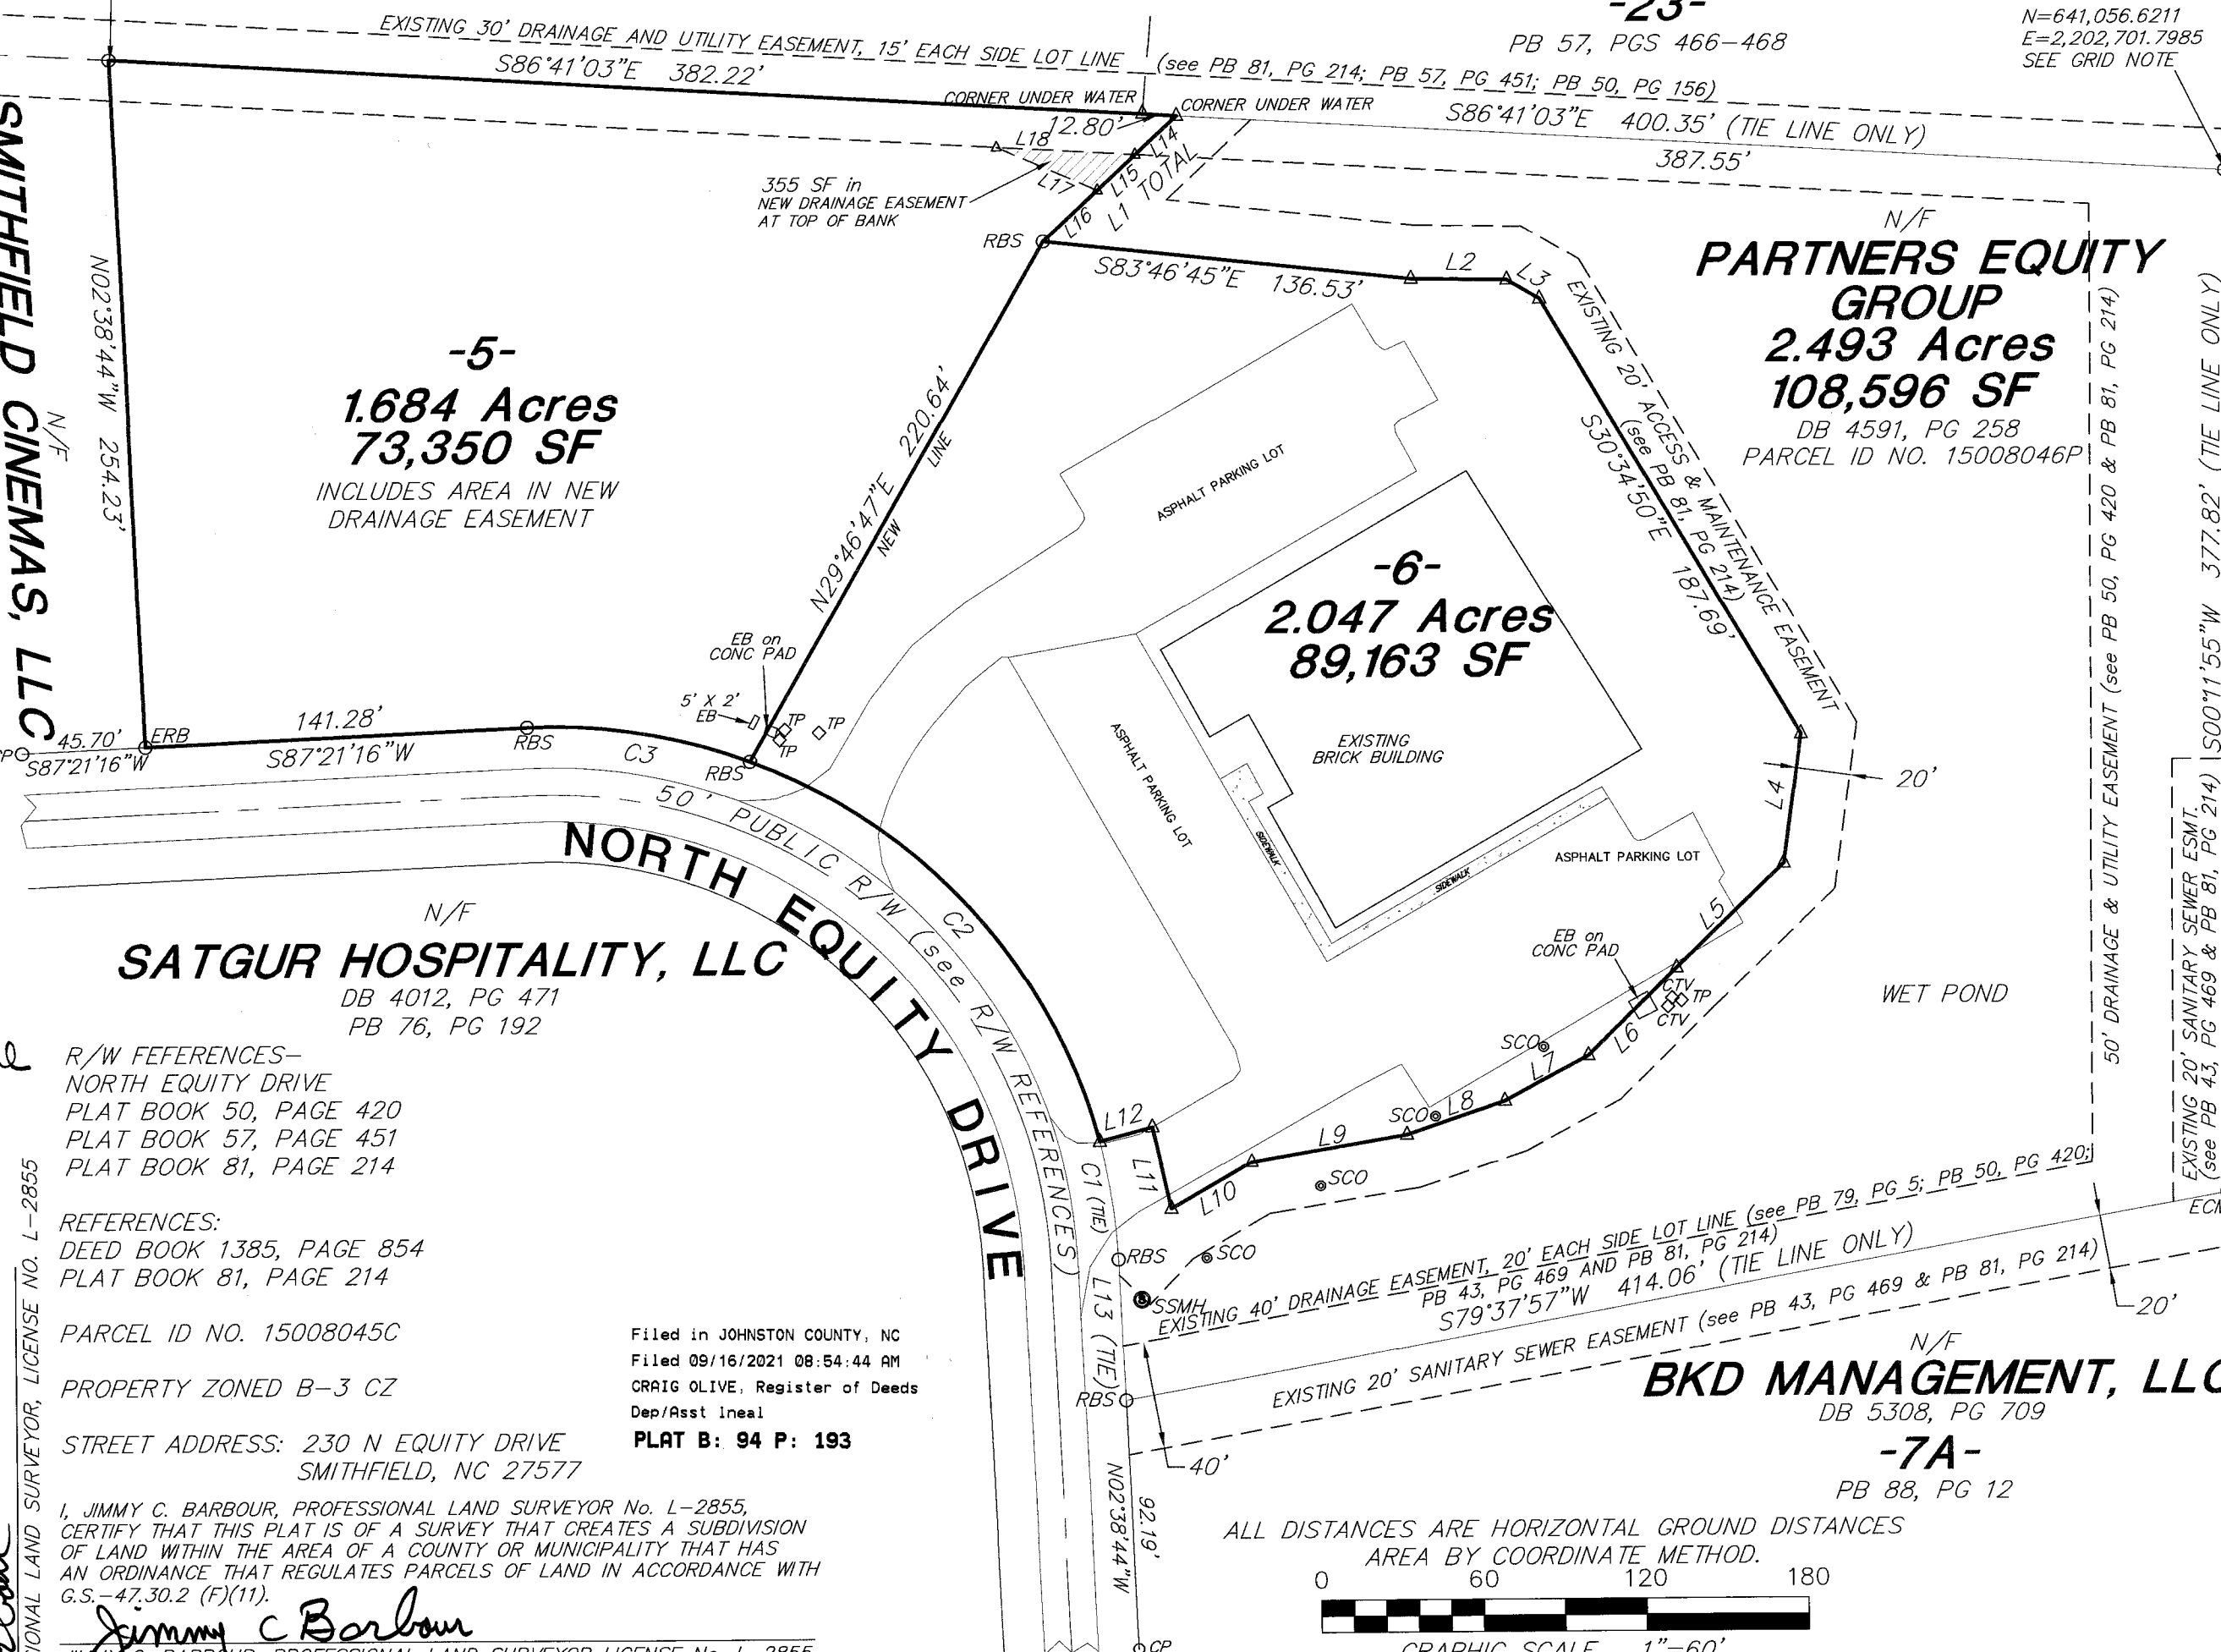 -23-
PB 57, PGS 466-468
N=641,056.6211
E=2,202,701.7985
SEE GRID NOTE
EXISTING 30' DRAINAGE AND UTILITY EASEMENT, 15' EACH SIDE LOT LINE (see PB 81, PG 214; PB 57, PG 451; PB 50, PG 156)
S86°41'03"E 382.22'
CORNER UNDER WATER
CORNER UNDER WATER
12.80'
S86°41'03"E 400.35' (TIE LINE ONLY)
387.55'
L14
L18
L15
L17
L16
L1 TOTAL
355 SF in
NEW DRAINAGE EASEMENT
AT TOP OF BANK
RBS
S83°46'45"E 136.53'
L2
L3
N/F
PARTNERS EQUITY
GROUP
2.493 Acres
108,596 SF
DB 4591, PG 258
PARCEL ID NO. 15008046P
SMITHFIELD CINEMAS, LLC
N/F
N02°38'44"W 254.23'
-5-
1.684 Acres
73,350 SF
INCLUDES AREA IN NEW
DRAINAGE EASEMENT
N29°46'47"E 220.64'
NEW LINE
EXISTING 20' ACCESS & MAINTENANCE EASEMENT
(see PB 81, PG 214)
S30°34'50"E 187.69'
50' DRAINAGE & UTILITY EASEMENT (see PB 50, PG 420 & PB 81, PG 214)
S00°11'55"W 377.82' (TIE LINE ONLY)
EXISTING 20' SANITARY SEWER ESMT.
(see PB 43, PG 469 & PB 81, PG 214)
ASPHALT PARKING LOT
-6-
2.047 Acres
89,163 SF
EXISTING
BRICK BUILDING
ASPHALT PARKING LOT
SIDEWALK
SIDEWALK
ASPHALT PARKING LOT
EB on
CONC PAD
5' X 2'
EB
TP
TP
TP
45.70'
S87°21'16"W
ERB
141.28'
S87°21'16"W
RBS
C3
RBS
L4
20'
L5
EB on
CONC PAD
CTV
TP
CTV
L6
WET POND
SCO
L7
SCO
L8
L9
SCO
L10
L11
L12
C2
50' PUBLIC R/W (see R/W REFERENCES)
NORTH EQUITY DRIVE
N/F
SATGUR HOSPITALITY, LLC
DB 4012, PG 471
PB 76, PG 192
R/W FEFERENCES-
NORTH EQUITY DRIVE
PLAT BOOK 50, PAGE 420
PLAT BOOK 57, PAGE 451
PLAT BOOK 81, PAGE 214
REFERENCES:
DEED BOOK 1385, PAGE 854
PLAT BOOK 81, PAGE 214
PARCEL ID NO. 15008045C
PROPERTY ZONED B-3 CZ
STREET ADDRESS: 230 N EQUITY DRIVE
SMITHFIELD, NC 27577
Filed in JOHNSTON COUNTY, NC
Filed 09/16/2021 08:54:44 AM
CRAIG OLIVE, Register of Deeds
Dep/Asst lneal
PLAT B: 94 P: 193
C1 (TIE)
RBS
SCO
SSMH
L13 (TIE)
RBS
EXISTING 40' DRAINAGE EASEMENT, 20' EACH SIDE LOT LINE (see PB 79, PG 5; PB 50, PG 420;
PB 43, PG 469 AND PB 81, PG 214)
S79°37'57"W 414.06' (TIE LINE ONLY)
EXISTING 20' SANITARY SEWER EASEMENT (see PB 43, PG 469 & PB 81, PG 214)
20'
40'
N02°38'44"W
92.19'
CP
N/F
BKD MANAGEMENT, LLC
DB 5308, PG 709
-7A-
PB 88, PG 12
I, JIMMY C. BARBOUR, PROFESSIONAL LAND SURVEYOR No. L-2855,
CERTIFY THAT THIS PLAT IS OF A SURVEY THAT CREATES A SUBDIVISION
OF LAND WITHIN THE AREA OF A COUNTY OR MUNICIPALITY THAT HAS
AN ORDINANCE THAT REGULATES PARCELS OF LAND IN ACCORDANCE WITH
G.S.-47.30.2 (F)(11).
Jimmy C Barbour
ALL DISTANCES ARE HORIZONTAL GROUND DISTANCES
AREA BY COORDINATE METHOD.
0 60 120 180
GRAPHIC SCALE 1"=60'
LAND SURVEYOR, LICENSE NO. L-2855